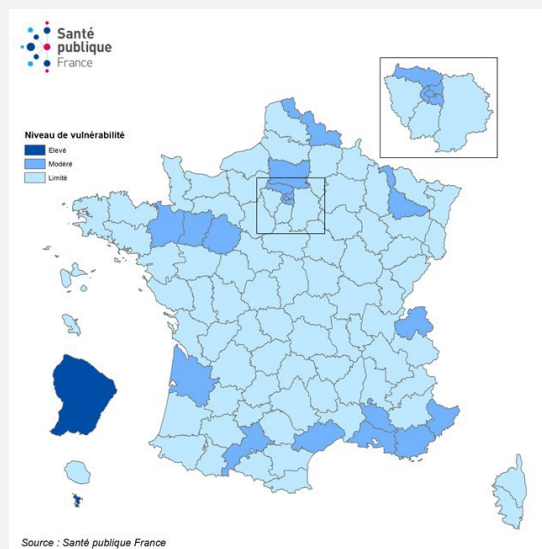 Santé
publique
France
Niveau de vulnérabilité
Elevé
Modéré
Limité
Source : Santé publique France